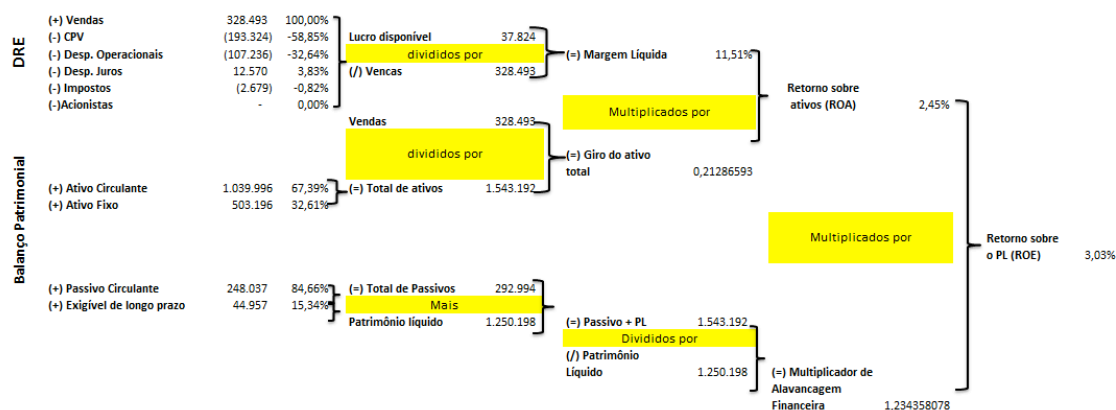 DRE
(+) Vendas 328.493 100,00%
(-) CPV (193.324) -58,85%
(-) Desp. Operacionais (107.236) -32,64%
(-) Desp. Juros 12.570 3,83%
(-) Impostos (2.679) -0,82%
(-)Acionistas - 0,00%
Lucro disponível 37.824
divididos por
(/) Vencas 328.493
(=) Margem Líquida 11,51%
Multiplicados por
Retorno sobre
ativos (ROA) 2,45%
Vendas 328.493
divididos por
(=) Giro do ativo
total 0,21286593
Balanço Patrimonial
(+) Ativo Circulante 1.039.996 67,39%
(+) Ativo Fixo 503.196 32,61%
(=) Total de ativos 1.543.192
Multiplicados por
Retorno sobre
o PL (ROE) 3,03%
(+) Passivo Circulante 248.037 84,66%
(+) Exigível de longo prazo 44.957 15,34%
(=) Total de Passivos 292.994
Mais
Patrimônio líquido 1.250.198
(=) Passivo + PL 1.543.192
Divididos por
(/) Patrimônio
Líquido 1.250.198
(=) Multiplicador de
Alavancagem
Financeira 1,234358078